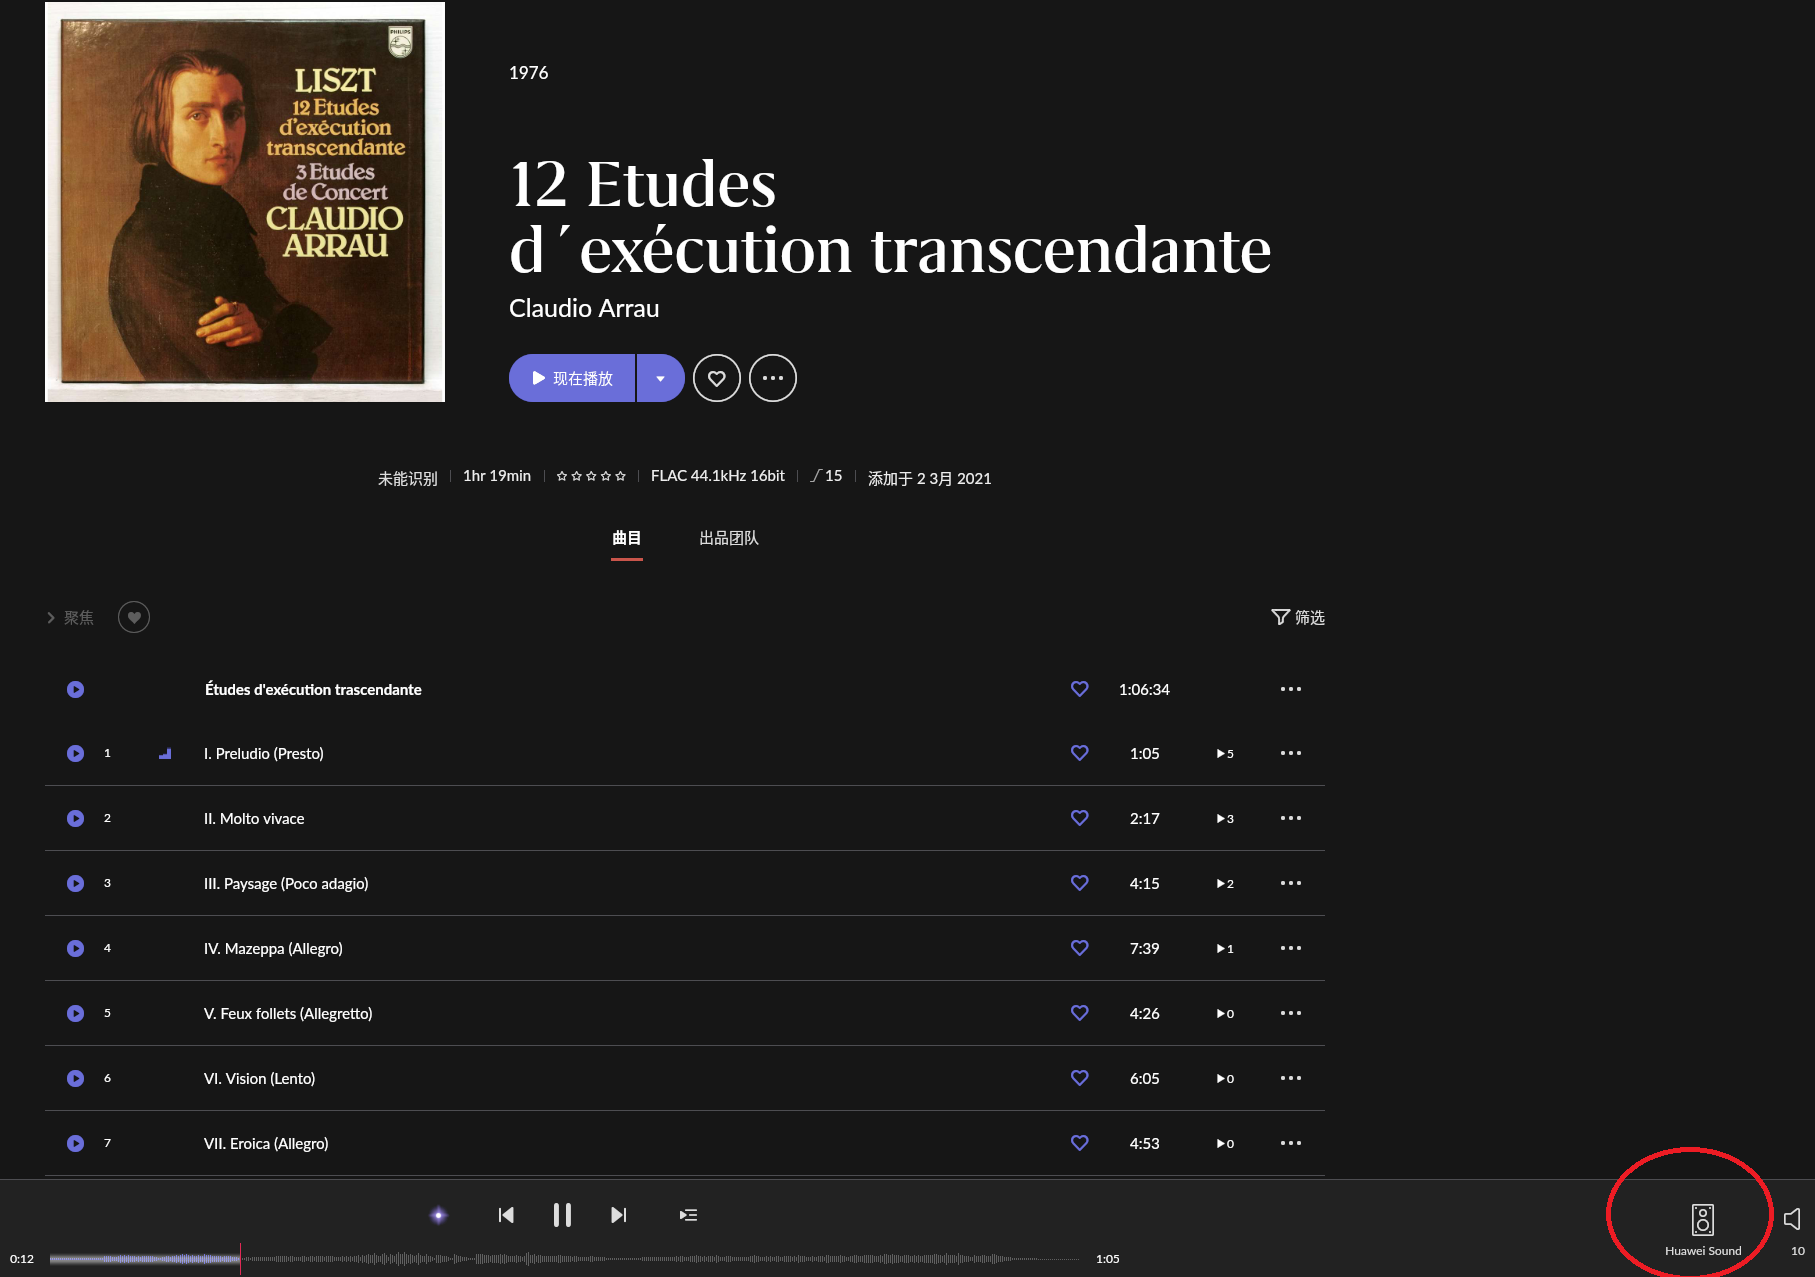 PHILIPS
LISZT
12 Etudes
d'exécution
transcendante
3 Etudes
de Concert
CLAUDIO
ARRAU
1976
12 Etudes
d´exécution transcendante
Claudio Arrau
现在播放
未能识别 1hr 19min FLAC 44.1kHz 16bit 15 添加于 2 3月 2021
曲目 出品团队
聚焦 筛选
Études d'exécution trascendante 1:06:34
1 I. Preludio (Presto) 1:05 5
2 II. Molto vivace 2:17 3
3 III. Paysage (Poco adagio) 4:15 2
4 IV. Mazeppa (Allegro) 7:39 1
5 V. Feux follets (Allegretto) 4:26 0
6 VI. Vision (Lento) 6:05 0
7 VII. Eroica (Allegro) 4:53 0
0:12 1:05
Huawei Sound 10